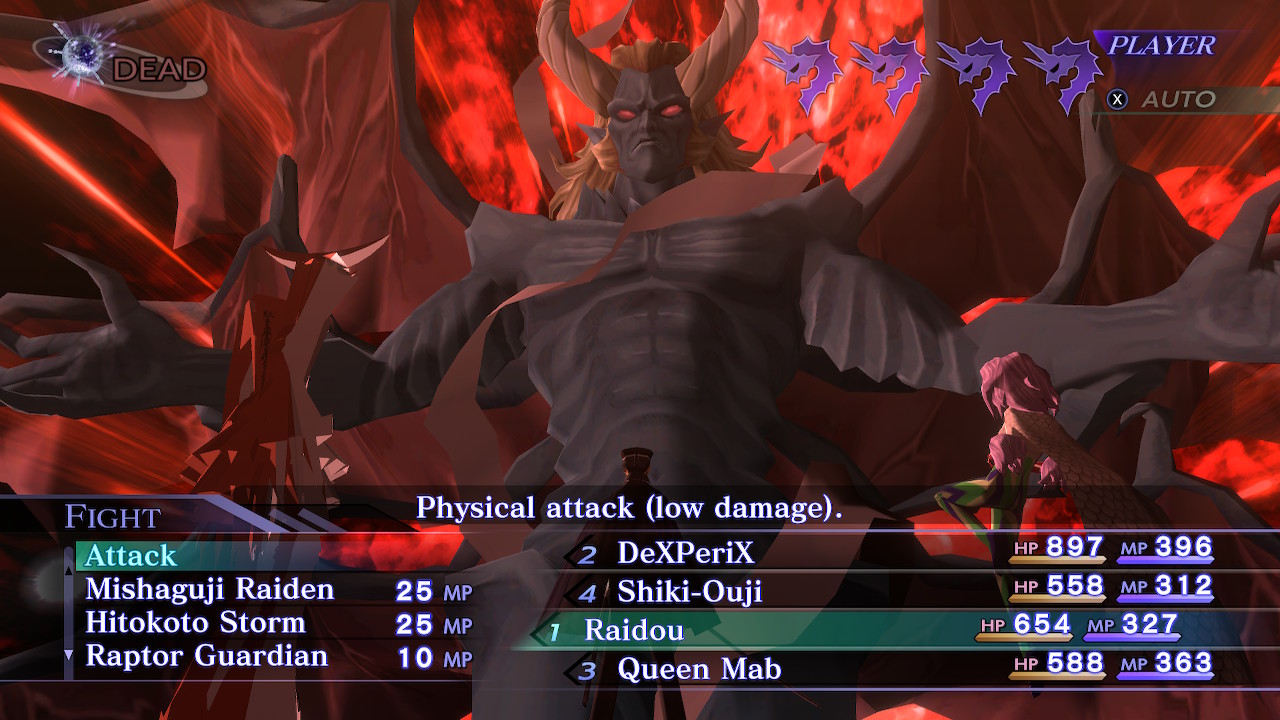 DEAD
PLAYER
X AUTO
Physical attack (low damage).
FIGHT
Attack
Mishaguji Raiden 25 MP
Hitokoto Storm 25 MP
Raptor Guardian 10 MP
2 DeXPeriX HP 897 MP 396
4 Shiki-Ouji HP 558 MP 312
1 Raidou HP 654 MP 327
3 Queen Mab HP 588 MP 363